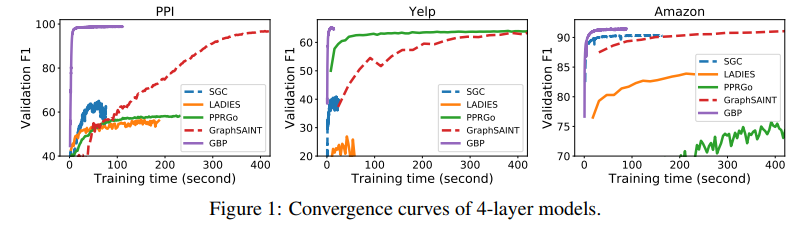 PPI
Yelp
Amazon
Validation F1
100
80
60
40
0
100
200
300
400
Training time (second)
SGC
LADIES
PPRGo
GraphSAINT
GBP
Validation F1
60
50
40
30
20
0
100
200
300
400
Training time (second)
SGC
LADIES
PPRGo
GraphSAINT
GBP
Validation F1
90
85
80
75
70
0
100
200
300
400
Training time (second)
SGC
LADIES
PPRGo
GraphSAINT
GBP
Figure 1: Convergence curves of 4-layer models.